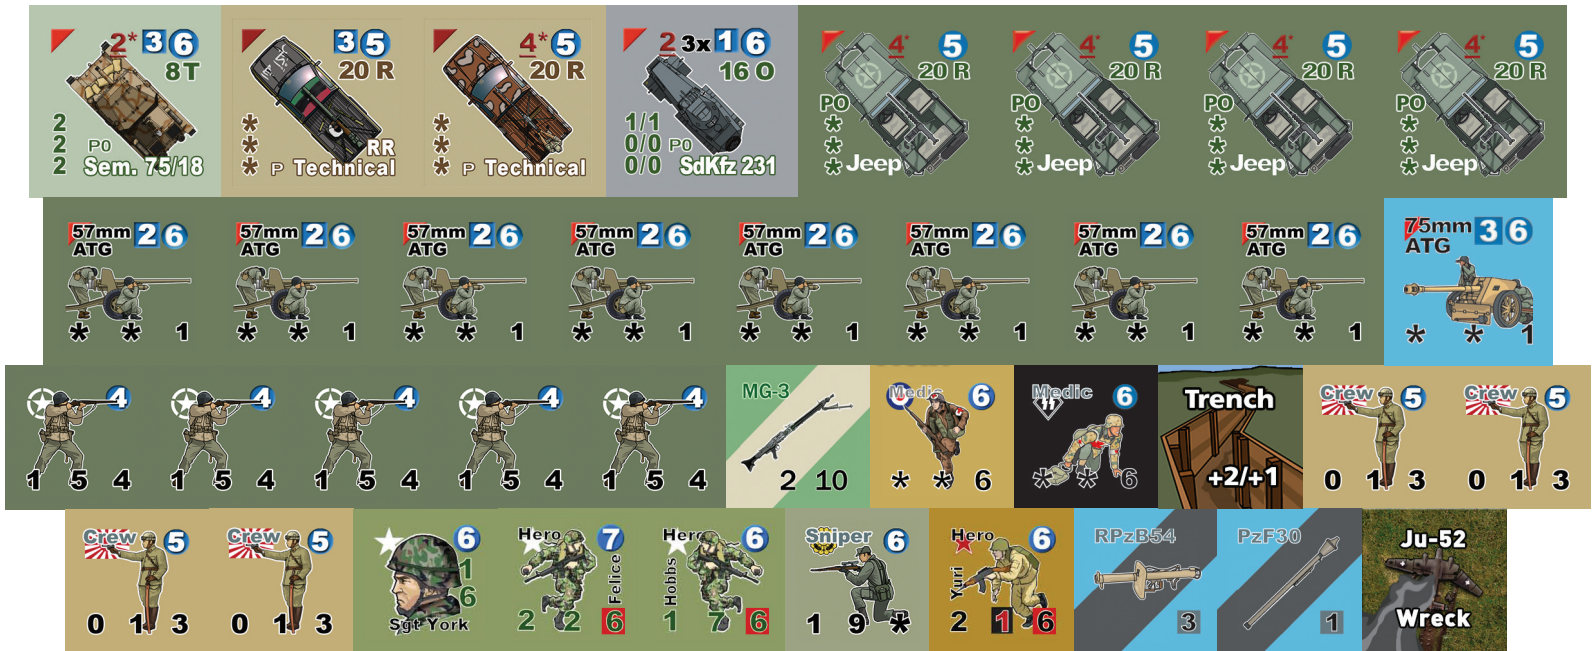 2* 3 6
8 T
2
2
2
P0
Sem. 75/18
3 5
20 R
*
*
*
RR
P Technical
4* 5
20 R
*
*
*
P Technical
2 3x 1 6
16 O
1/1
0/0 P0
0/0
SdKfz 231
4* 5
20 R
PO
*
*
* Jeep
4* 5
20 R
PO
*
*
* Jeep
4* 5
20 R
PO
*
*
* Jeep
4* 5
20 R
PO
*
*
* Jeep
57mm 2 6
ATG
* * 1
57mm 2 6
ATG
* * 1
57mm 2 6
ATG
* * 1
57mm 2 6
ATG
* * 1
57mm 2 6
ATG
* * 1
57mm 2 6
ATG
* * 1
57mm 2 6
ATG
* * 1
57mm 2 6
ATG
* * 1
75mm 3 6
ATG
* * 1
4
1 5 4
4
1 5 4
4
1 5 4
4
1 5 4
4
1 5 4
MG-3
2 10
Medic 6
* * 6
Medic 6
* * 6
Trench
+2/+1
Crew 5
0 1 3
Crew 5
0 1 3
Crew 5
0 1 3
Crew 5
0 1 3
6
1
6
Sgt York
Hero 7
Felice
2 2 6
Hero 6
Hobbs
1 7 6
Sniper 6
1 9 *
Hero 6
Yuri
2 1 6
RPzB54
3
PzF30
1
Ju-52
Wreck